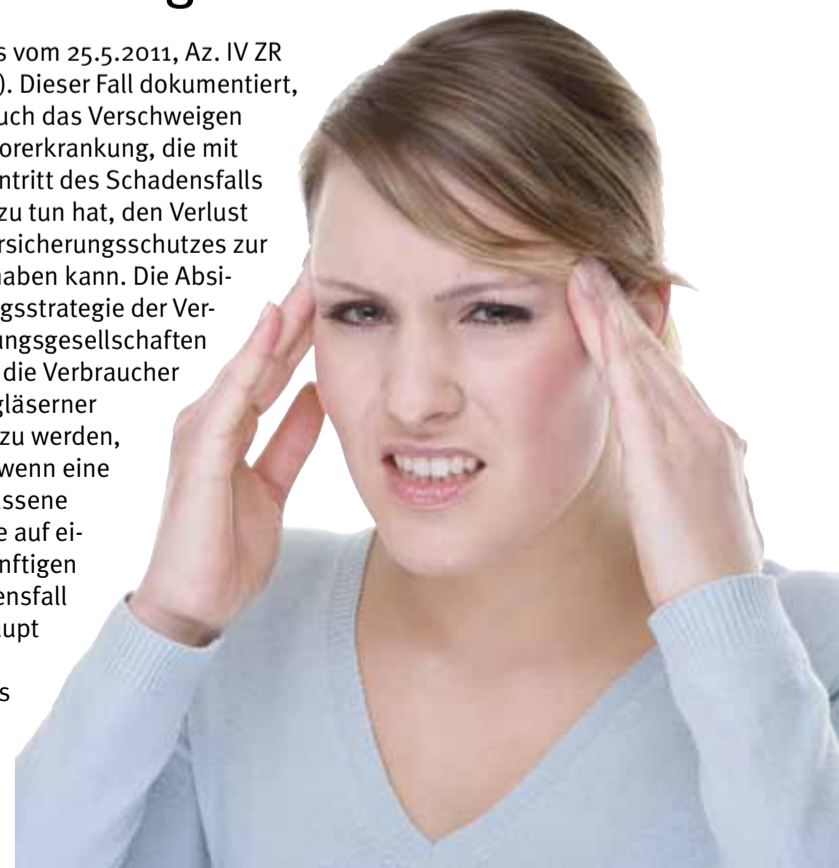 s vom 25.5.2011, Az. IV ZR
). Dieser Fall dokumentiert,
uch das Verschweigen
orerkrankung, die mit
ntritt des Schadensfalls
zu tun hat, den Verlust
rsicherungsschutzes zur
haben kann. Die Absi-
gsstrategie der Ver-
ungsgesellschaften
die Verbraucher
gläserner
zu werden,
wenn eine
ssene
e auf ei-
nftigen
ensfall
aupt
s